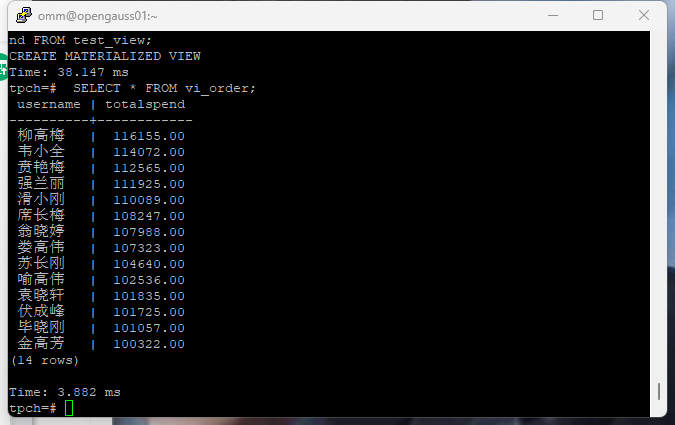 omm@opengauss01:~
nd FROM test_view;
CREATE MATERIALIZED VIEW
Time: 38.147 ms
tpch=#  SELECT * FROM vi_order;
 username | totalspend
----------+------------
 柳高梅   |  116155.00
 韦小全   |  114072.00
 贲艳梅   |  112565.00
 强兰丽   |  111925.00
 滑小刚   |  110089.00
 席长梅   |  108247.00
 翁晓婷   |  107988.00
 娄高伟   |  107323.00
 苏长刚   |  104640.00
 喻高伟   |  102536.00
 袁晓轩   |  101835.00
 伏成峰   |  101725.00
 毕晓刚   |  101057.00
 金高芳   |  100322.00
(14 rows)
Time: 3.882 ms
tpch=#